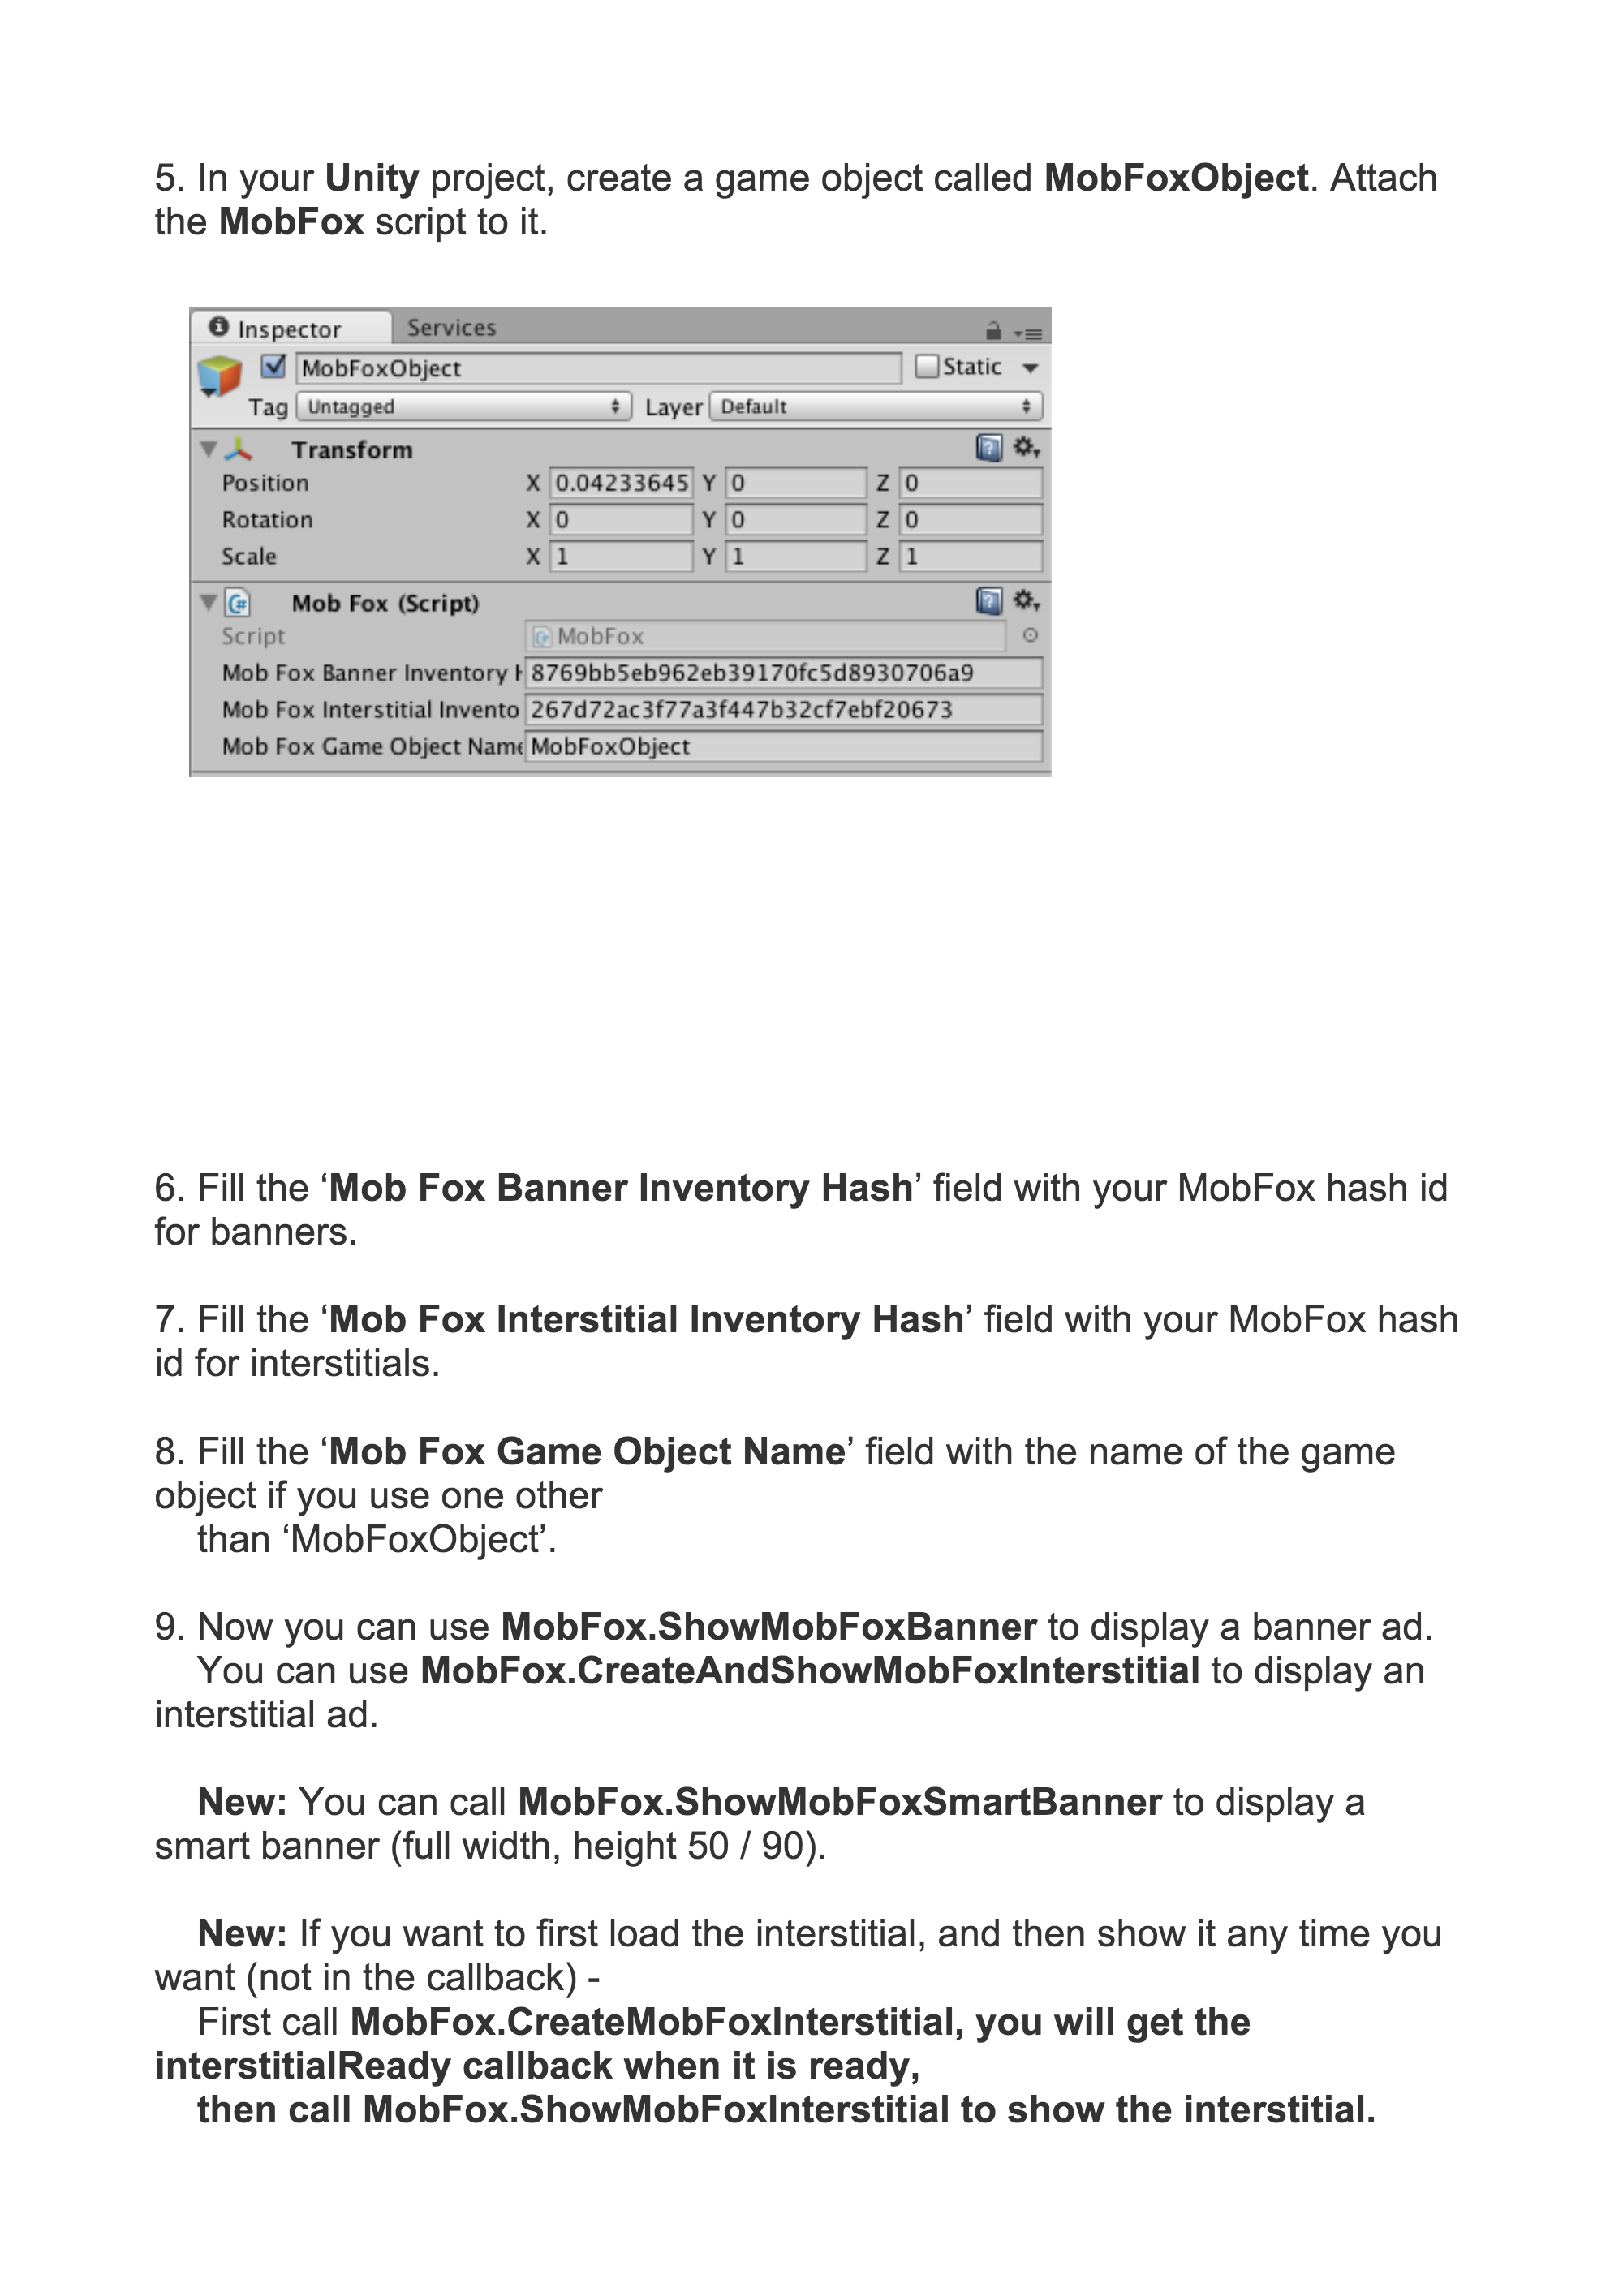 5. In your Unity project, create a game object called MobFoxObject. Attach
the MobFox script to it.
Inspector Services
MobFoxObject Static
Tag Untagged Layer Default
Transform
Position X 0.04233645 Y 0 Z 0
Rotation X 0 Y 0 Z 0
Scale X 1 Y 1 Z 1
Mob Fox (Script)
Script MobFox
Mob Fox Banner Inventory H 8769bb5eb962eb39170fc5d8930706a9
Mob Fox Interstitial Invento 267d72ac3f77a3f447b32cf7ebf20673
Mob Fox Game Object Name MobFoxObject
6. Fill the ‘Mob Fox Banner Inventory Hash’ field with your MobFox hash id
for banners.
7. Fill the ‘Mob Fox Interstitial Inventory Hash’ field with your MobFox hash
id for interstitials.
8. Fill the ‘Mob Fox Game Object Name’ field with the name of the game
object if you use one other
than ‘MobFoxObject’.
9. Now you can use MobFox.ShowMobFoxBanner to display a banner ad.
You can use MobFox.CreateAndShowMobFoxInterstitial to display an
interstitial ad.
New: You can call MobFox.ShowMobFoxSmartBanner to display a
smart banner (full width, height 50 / 90).
New: If you want to first load the interstitial, and then show it any time you
want (not in the callback) -
First call MobFox.CreateMobFoxInterstitial, you will get the
interstitialReady callback when it is ready,
then call MobFox.ShowMobFoxInterstitial to show the interstitial.